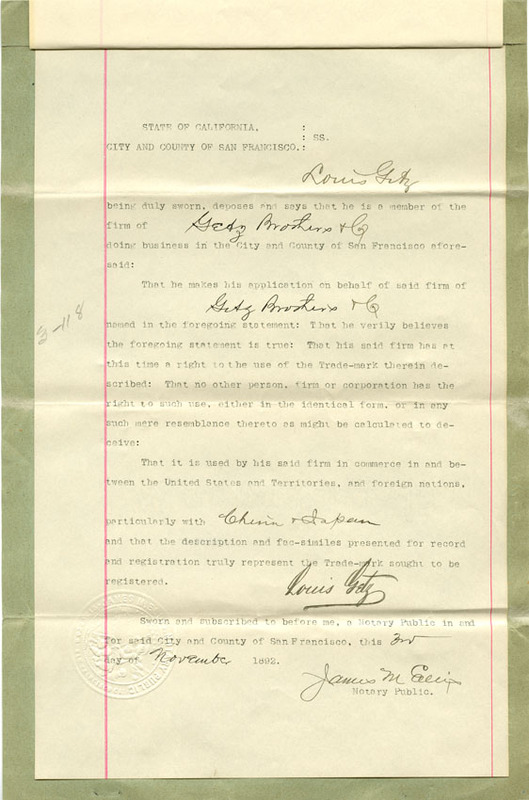 STATE OF CALIFORNIA, :
: SS.
CITY AND COUNTY OF SAN FRANCISCO.:
Louis Getz
being duly sworn, deposes and says that he is a member of the
firm of Getz Brothers & Co
doing business in the City and County of San Francisco afore-
said:
That he makes his application on behalf of said firm of
Getz Brothers & Co
named in the foregoing statement: That he verily believes
the foregoing statement is true: That his said firm has at
this time a right to the use of the Trade-mark therein de-
scribed: That no other person, firm or corporation has the
right to such use, either in the identical form, or in any
such mere resemblance thereto as might be calculated to de-
ceive:
That it is used by his said firm in commerce in and be-
tween the United States and Territories, and foreign nations,
particularly with China & Japan
and that the description and fac-similes presented for record
and registration truly represent the Trade-mark sought to be
registered.
Louis Getz
Sworn and subscribed to before me, a Notary Public in and
for said City and County of San Francisco, this 3rd
day of November 1892.
James M
Notary Public.